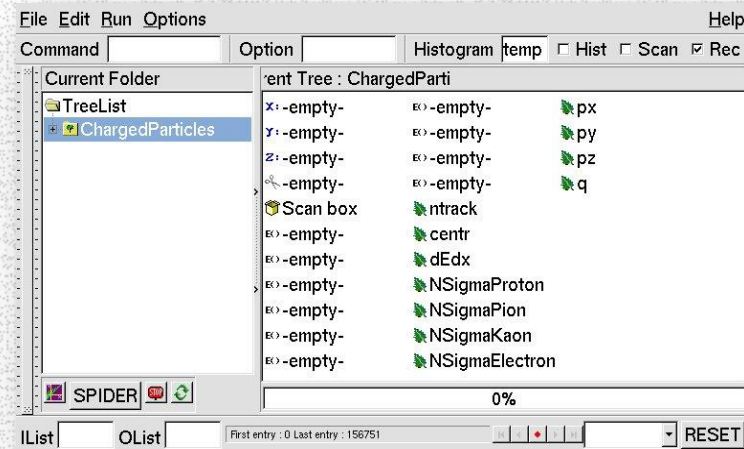 File Edit Run Options Help
Command Option Histogram temp Hist Scan Rec
Current Folder
TreeList
ChargedParticles
rent Tree : ChargedParti
X: -empty- E() -empty- px
Y: -empty- E() -empty- py
Z: -empty- E() -empty- pz
-empty- E() -empty- q
Scan box ntrack
E() -empty- centr
E() -empty- dEdx
E() -empty- NSigmaProton
E() -empty- NSigmaPion
E() -empty- NSigmaKaon
E() -empty- NSigmaElectron
STOP
SPIDER
0%
IList OList First entry : 0 Last entry : 156751 RESET